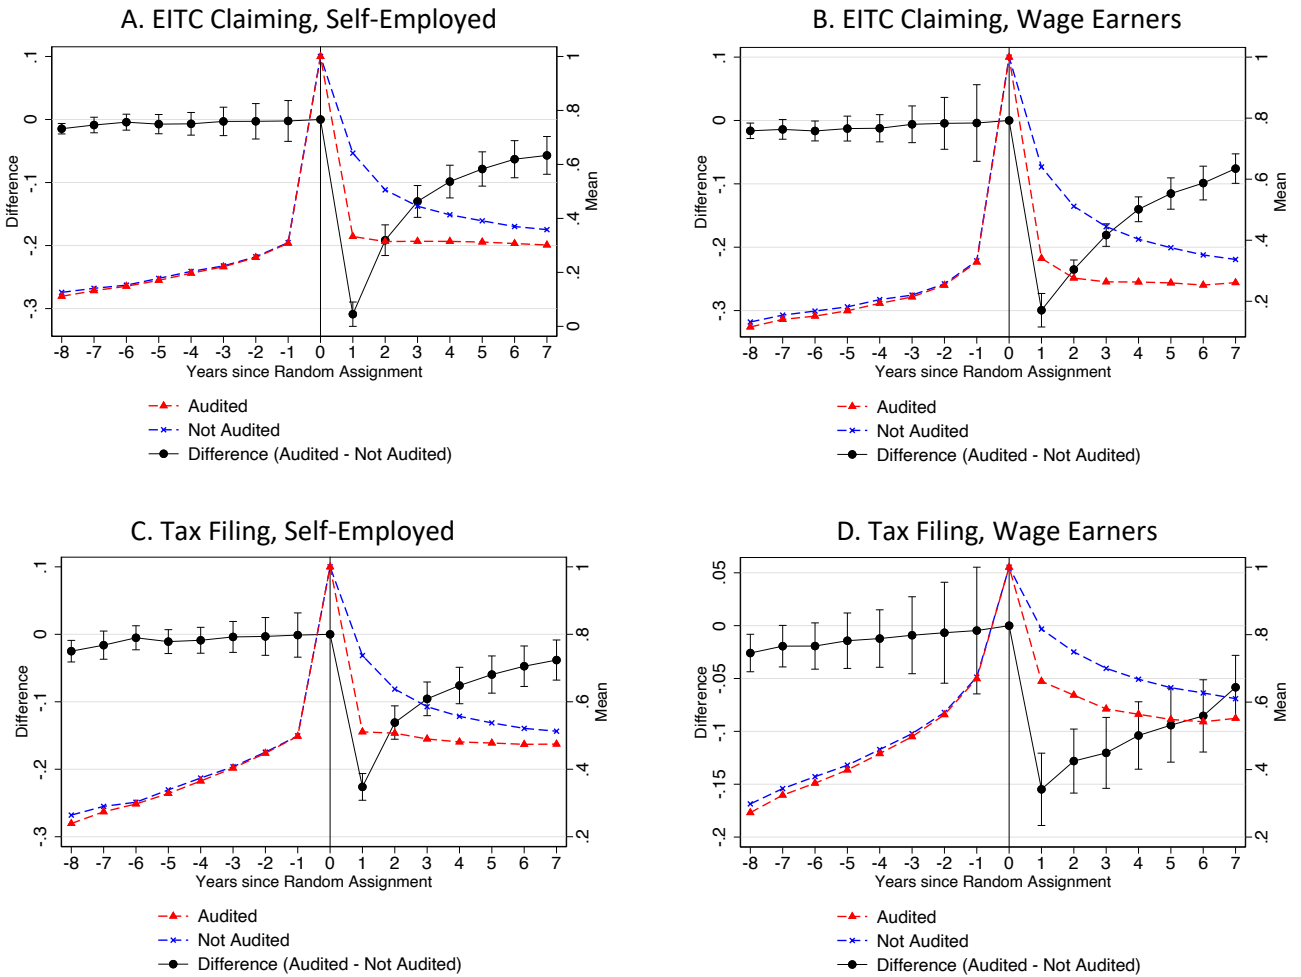 A. EITC Claiming, Self-Employed
.1
0
-.1
-.2
-.3
Difference
1
.8
.6
.4
.2
0
Mean
-8 -7 -6 -5 -4 -3 -2 -1 0 1 2 3 4 5 6 7
Years since Random Assignment
Audited
Not Audited
Difference (Audited - Not Audited)
B. EITC Claiming, Wage Earners
.1
0
-.1
-.2
-.3
Difference
1
.8
.6
.4
.2
Mean
-8 -7 -6 -5 -4 -3 -2 -1 0 1 2 3 4 5 6 7
Years since Random Assignment
Audited
Not Audited
Difference (Audited - Not Audited)
C. Tax Filing, Self-Employed
.1
0
-.1
-.2
-.3
Difference
1
.8
.6
.4
.2
Mean
-8 -7 -6 -5 -4 -3 -2 -1 0 1 2 3 4 5 6 7
Years since Random Assignment
Audited
Not Audited
Difference (Audited - Not Audited)
D. Tax Filing, Wage Earners
.05
0
-.05
-.1
-.15
-.2
Difference
1
.8
.6
.4
.2
Mean
-8 -7 -6 -5 -4 -3 -2 -1 0 1 2 3 4 5 6 7
Years since Random Assignment
Audited
Not Audited
Difference (Audited - Not Audited)